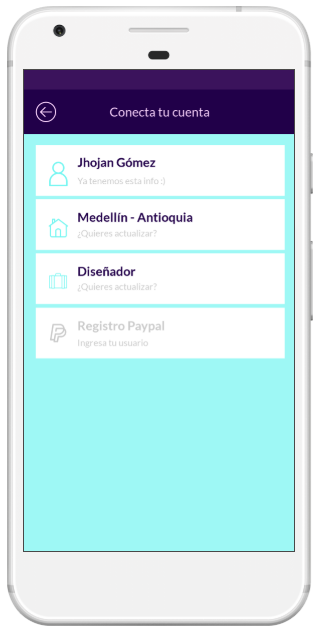 Conecta tu cuenta
Jhojan Gómez
Ya tenemos esta info :)
Medellín - Antioquia
¿Quieres actualizar?
Diseñador
¿Quieres actualizar?
Registro Paypal
Ingresa tu usuario